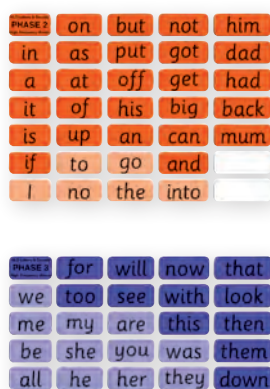 PHASE 2 on but not him
in as put got dad
a at off get had
it of his big back
is up an can mum
if to go and
I no the into
PHASE 3 for will now that
we too see with look
me my are this then
be she you was them
all he her they down